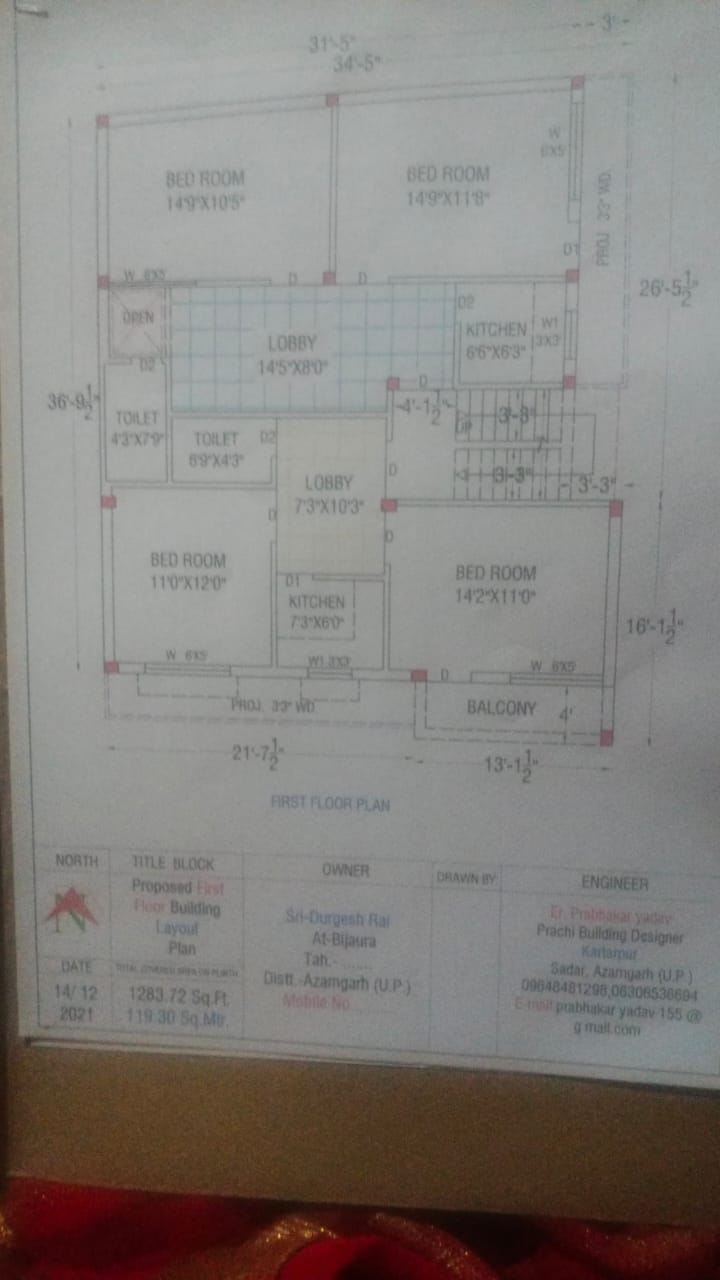 3'
31'-5"
34'-5"
BED ROOM
14'9"X10'5"
BED ROOM
14'9"X11'8"
W
6X5'
PROJ. 3'3" WD.
D1
26'-5 1/2"
W 6X5'
D
D
OPEN
D2
LOBBY
14'5"X8'0"
D2
KITCHEN
6'6"X6'3"
W1
3X3'
36'-9 1/2"
D
4'-1 1/2"
UP
3'-3"
3'-3"
3'-3"
TOILET
4'3"X7'9"
TOILET
6'9"X4'3"
D2
LOBBY
7'3"X10'3"
D
D
D
BED ROOM
11'0"X12'0"
D1
KITCHEN
7'3"X6'0"
BED ROOM
14'2"X11'0"
16'-1 1/2"
W 6X5'
W1 3X3'
D
W 6X5'
PROJ. 3'3" WD.
BALCONY
4'
21'-7 1/2"
13'-1 1/2"
FIRST FLOOR PLAN
NORTH
N
DATE
14/ 12
2021
TITLE BLOCK
Proposed First
Floor Building
Layout
Plan
TOTAL COVERED AREA ON PLINTH
1283.72 Sq.Ft.
119.30 Sq.Mtr.
OWNER
Sri-Durgesh Rai
At-Bijaura
Tah.-.......
Distt.-Azamgarh (U.P.)
Mobile No..........
DRAWN BY
ENGINEER
Er. Prabhakar yadav
Prachi Building Designer
Kartarpur
Sadar, Azamgarh (U.P.)
09648481298,06306536694
E-mail:prabhakar yadav 155 @
g mail.com